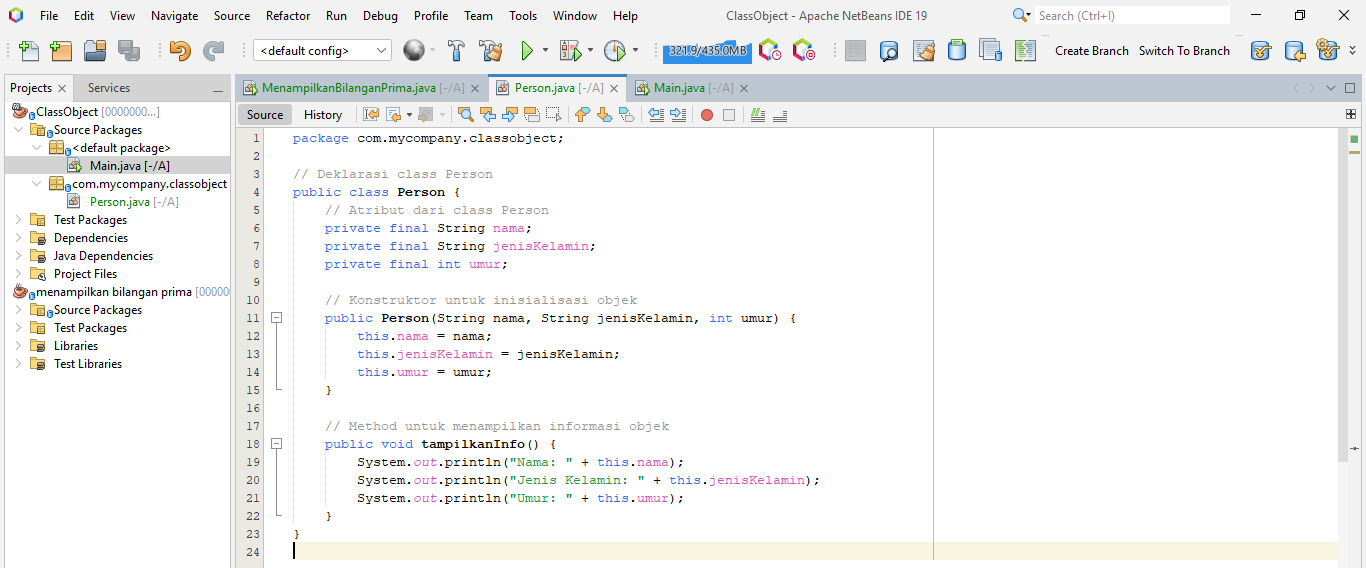 File Edit View Navigate Source Refactor Run Debug Profile Team Tools Window Help ClassObject - Apache NetBeans IDE 19 Search (Ctrl+I)
<default config> 321.9/435.0MB Create Branch Switch To Branch
Projects Services
MenampilkanBilanganPrima.java [-/A] Person.java [-/A] Main.java [-/A]
Source History
ClassObject [0000000...]
Source Packages
<default package>
Main.java [-/A]
com.mycompany.classobject
Person.java [-/A]
Test Packages
Dependencies
Java Dependencies
Project Files
menampilkan bilangan prima [00000
Source Packages
Test Packages
Libraries
Test Libraries
1 package com.mycompany.classobject;
2
3 // Deklarasi class Person
4 public class Person {
5 // Atribut dari class Person
6 private final String nama;
7 private final String jenisKelamin;
8 private final int umur;
9
10 // Konstruktor untuk inisialisasi objek
11 public Person(String nama, String jenisKelamin, int umur) {
12 this.nama = nama;
13 this.jenisKelamin = jenisKelamin;
14 this.umur = umur;
15 }
16
17 // Method untuk menampilkan informasi objek
18 public void tampilkanInfo() {
19 System.out.println("Nama: " + this.nama);
20 System.out.println("Jenis Kelamin: " + this.jenisKelamin);
21 System.out.println("Umur: " + this.umur);
22 }
23 }
24